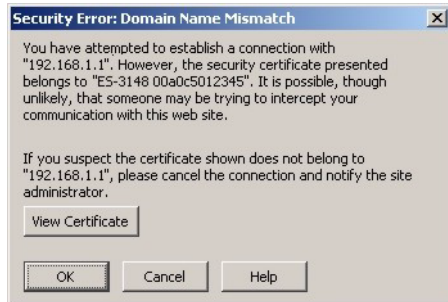 Security Error: Domain Name Mismatch
You have attempted to establish a connection with
"192.168.1.1". However, the security certificate presented
belongs to "ES-3148 00a0c5012345". It is possible, though
unlikely, that someone may be trying to intercept your
communication with this web site.
If you suspect the certificate shown does not belong to
"192.168.1.1", please cancel the connection and notify the site
administrator.
View Certificate
OK Cancel Help